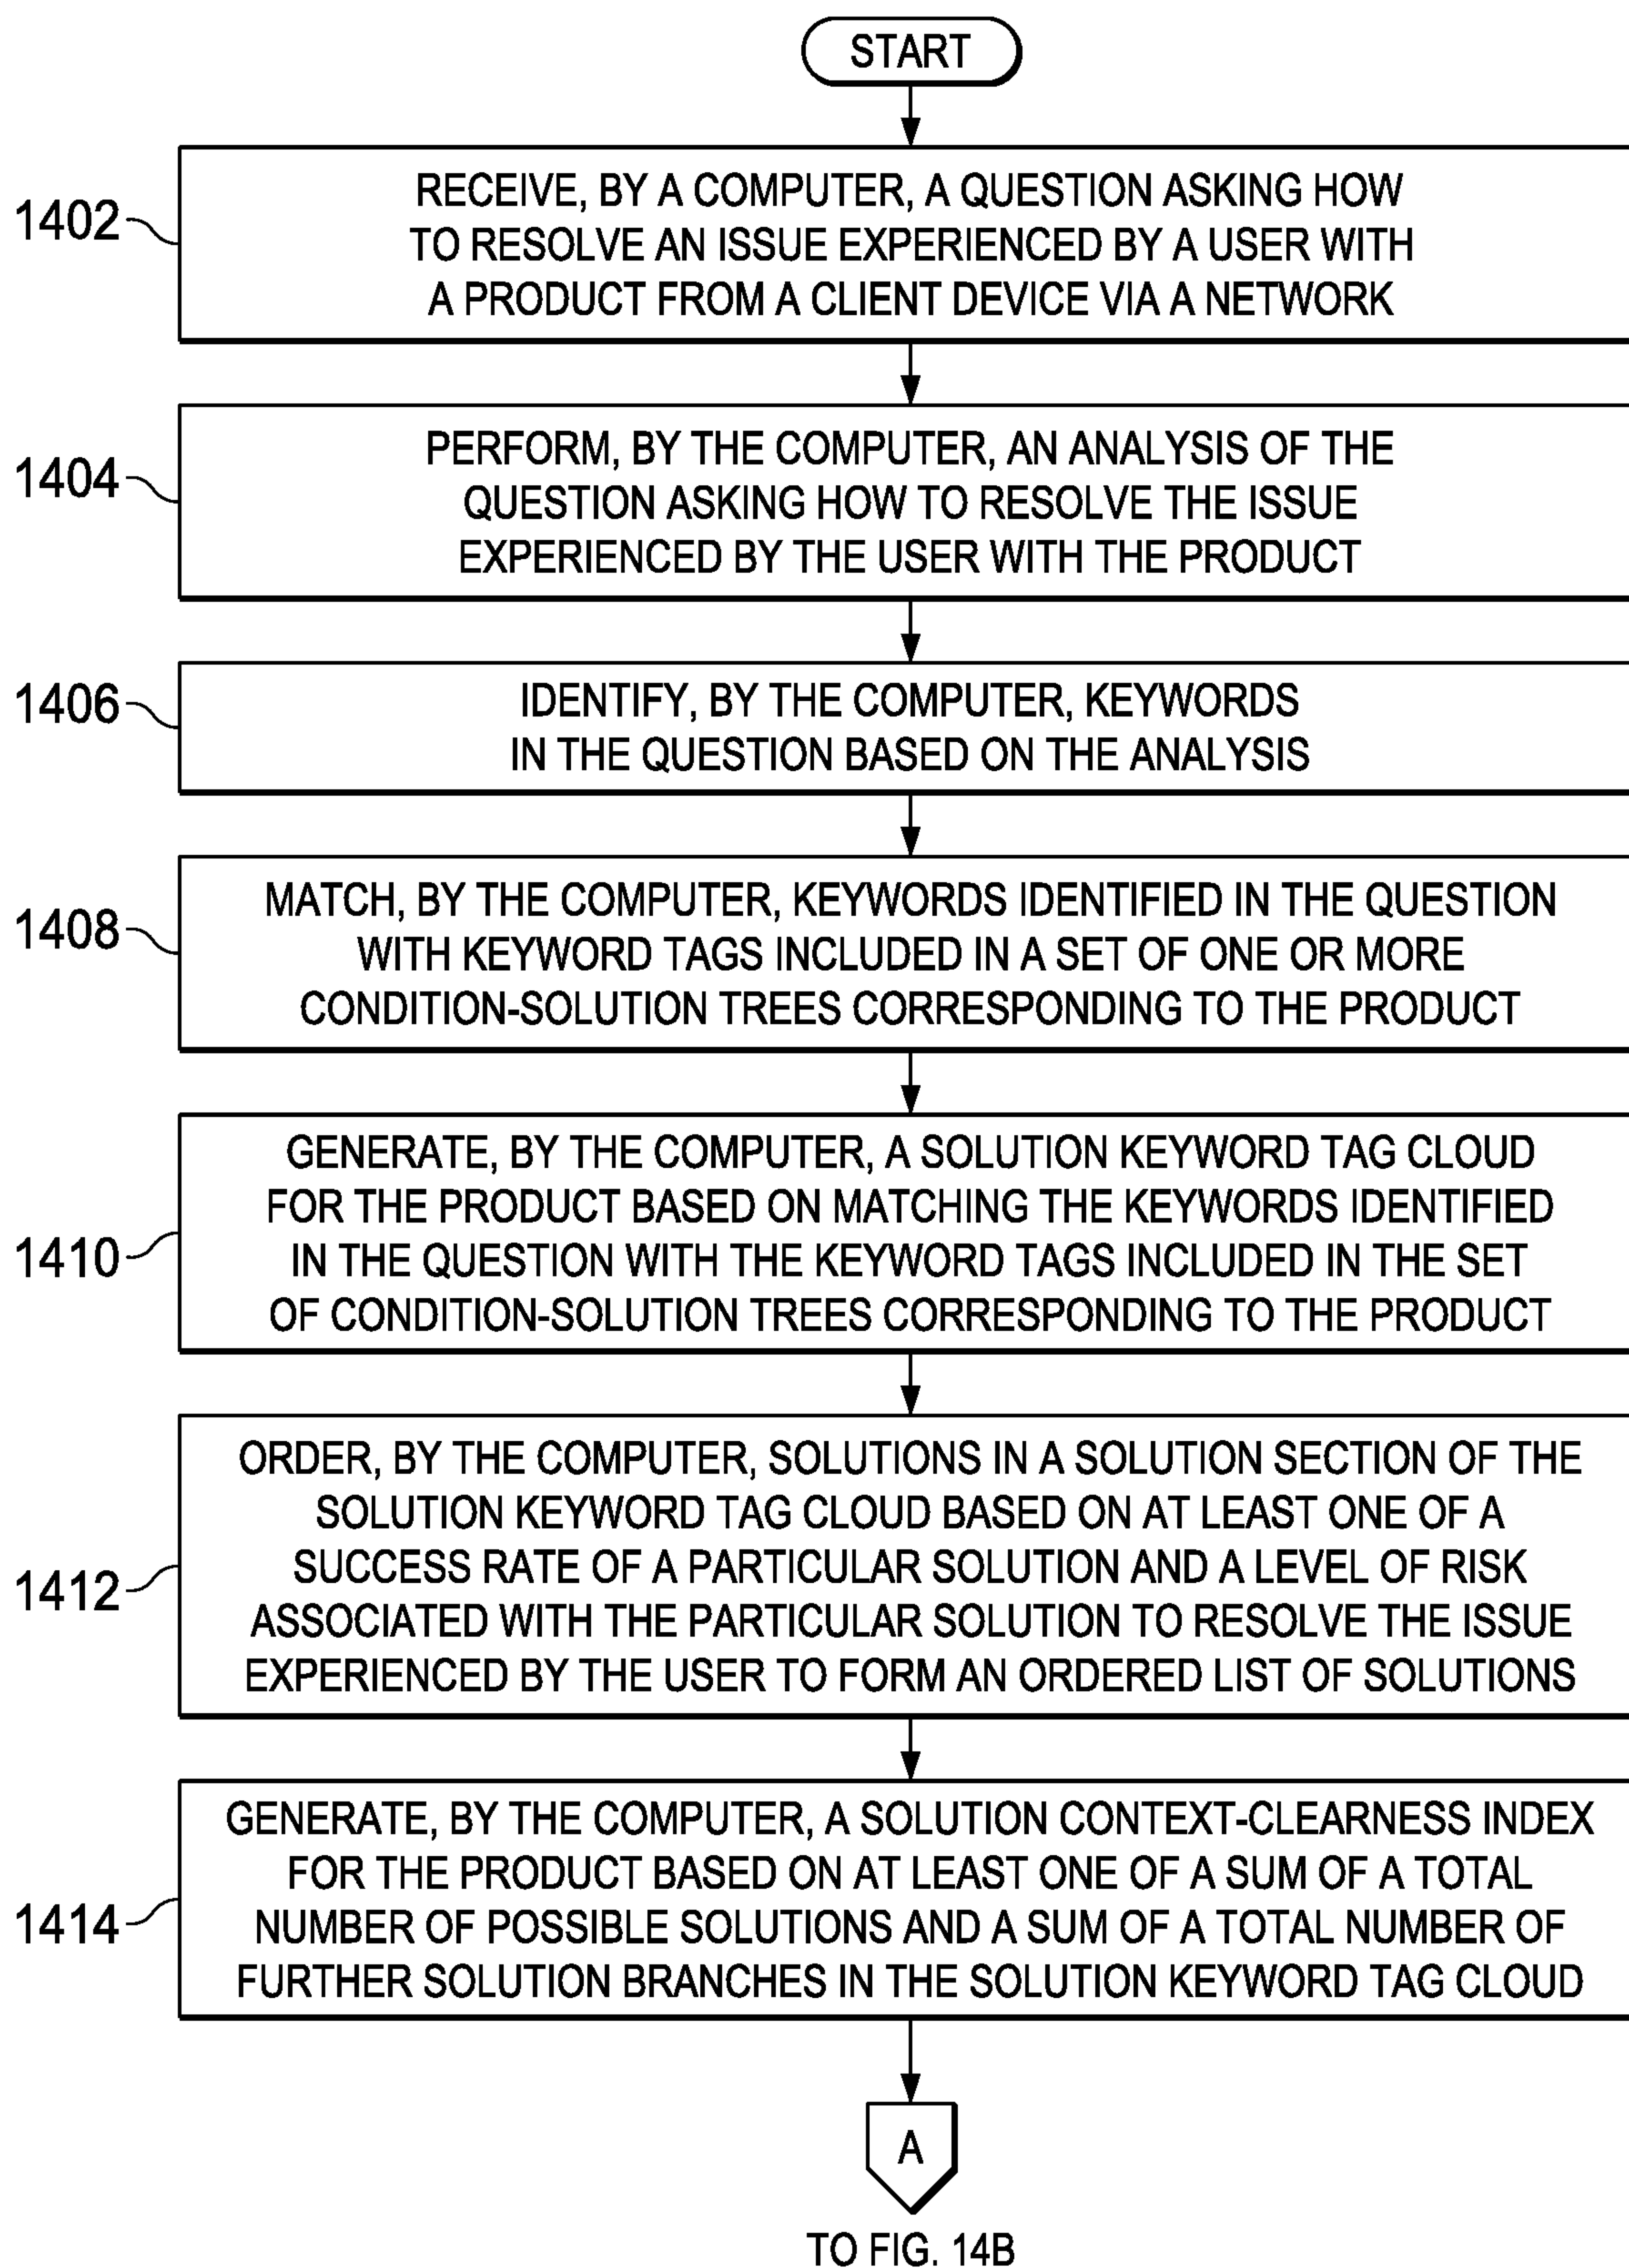 START
1402
RECEIVE, BY A COMPUTER, A QUESTION ASKING HOW
TO RESOLVE AN ISSUE EXPERIENCED BY A USER WITH
A PRODUCT FROM A CLIENT DEVICE VIA A NETWORK
1404
PERFORM, BY THE COMPUTER, AN ANALYSIS OF THE
QUESTION ASKING HOW TO RESOLVE THE ISSUE
EXPERIENCED BY THE USER WITH THE PRODUCT
1406
IDENTIFY, BY THE COMPUTER, KEYWORDS
IN THE QUESTION BASED ON THE ANALYSIS
1408
MATCH, BY THE COMPUTER, KEYWORDS IDENTIFIED IN THE QUESTION
WITH KEYWORD TAGS INCLUDED IN A SET OF ONE OR MORE
CONDITION-SOLUTION TREES CORRESPONDING TO THE PRODUCT
1410
GENERATE, BY THE COMPUTER, A SOLUTION KEYWORD TAG CLOUD
FOR THE PRODUCT BASED ON MATCHING THE KEYWORDS IDENTIFIED
IN THE QUESTION WITH THE KEYWORD TAGS INCLUDED IN THE SET
OF CONDITION-SOLUTION TREES CORRESPONDING TO THE PRODUCT
1412
ORDER, BY THE COMPUTER, SOLUTIONS IN A SOLUTION SECTION OF THE
SOLUTION KEYWORD TAG CLOUD BASED ON AT LEAST ONE OF A
SUCCESS RATE OF A PARTICULAR SOLUTION AND A LEVEL OF RISK
ASSOCIATED WITH THE PARTICULAR SOLUTION TO RESOLVE THE ISSUE
EXPERIENCED BY THE USER TO FORM AN ORDERED LIST OF SOLUTIONS
1414
GENERATE, BY THE COMPUTER, A SOLUTION CONTEXT-CLEARNESS INDEX
FOR THE PRODUCT BASED ON AT LEAST ONE OF A SUM OF A TOTAL
NUMBER OF POSSIBLE SOLUTIONS AND A SUM OF A TOTAL NUMBER OF
FURTHER SOLUTION BRANCHES IN THE SOLUTION KEYWORD TAG CLOUD
A
TO FIG. 14B